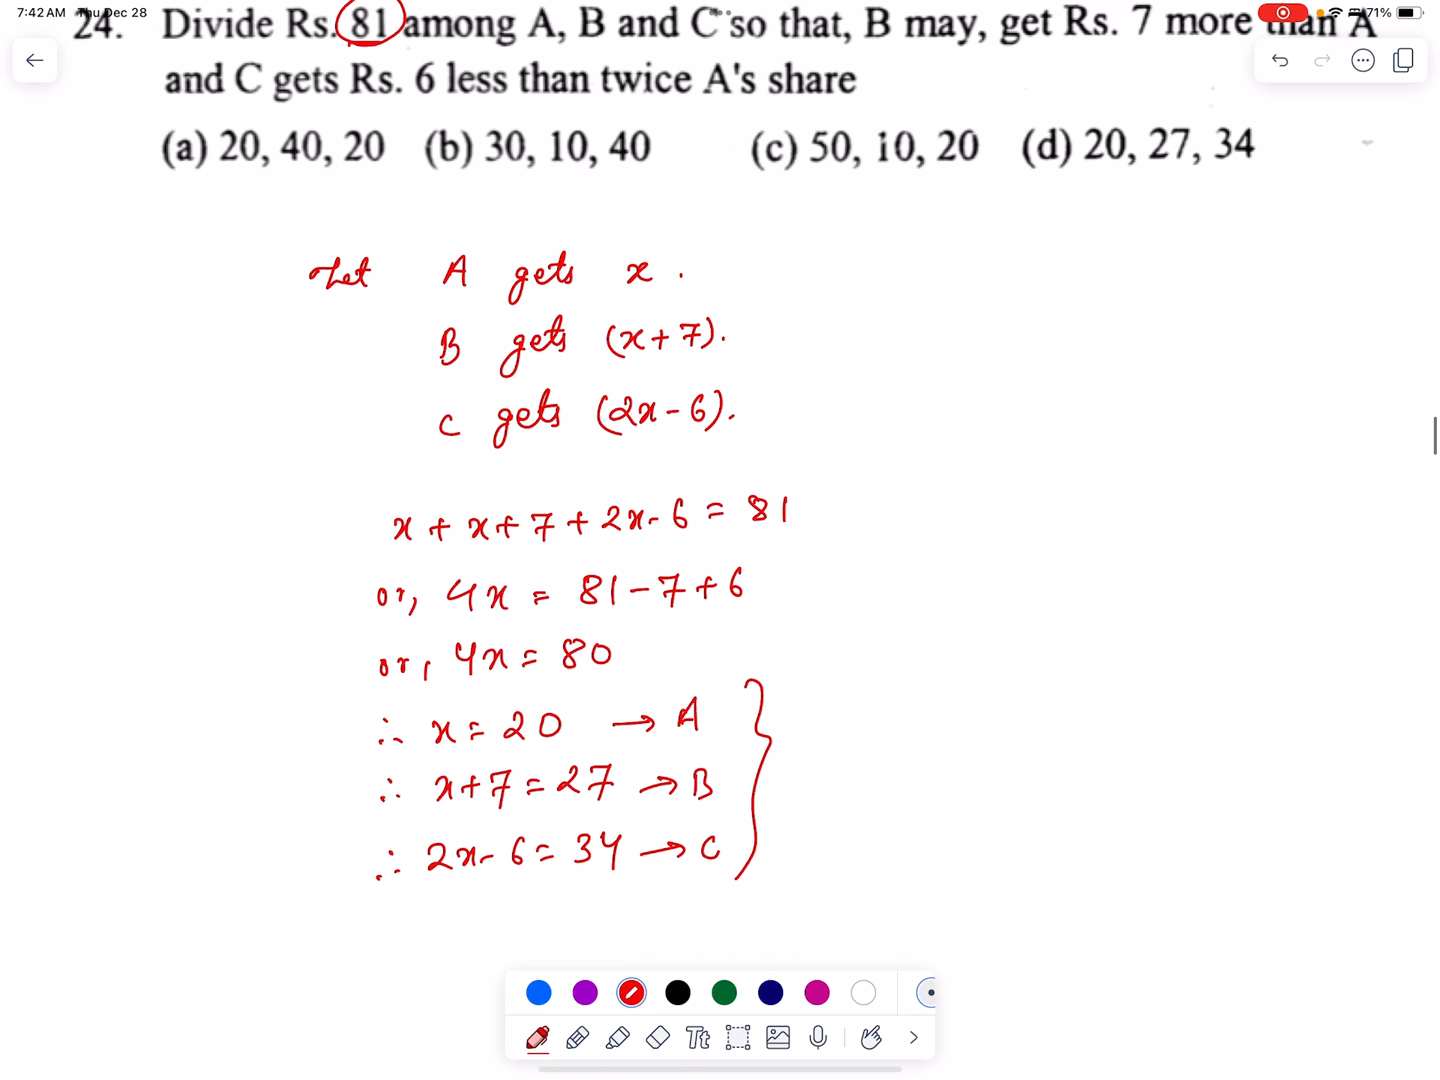 7:42 AM Thu Dec 28
71%
24. Divide Rs. 81 among A, B and C so that, B may, get Rs. 7 more than A
and C gets Rs. 6 less than twice A's share
(a) 20, 40, 20 (b) 30, 10, 40 (c) 50, 10, 20 (d) 20, 27, 34
Let A gets x .
B gets (x+7).
C gets (2x-6).
x + x + 7 + 2x - 6 = 81
or, 4x = 81 - 7 + 6
or, 4x = 80
∴ x = 20 → A
∴ x+7 = 27 → B
∴ 2x - 6 = 34 → C
Tt